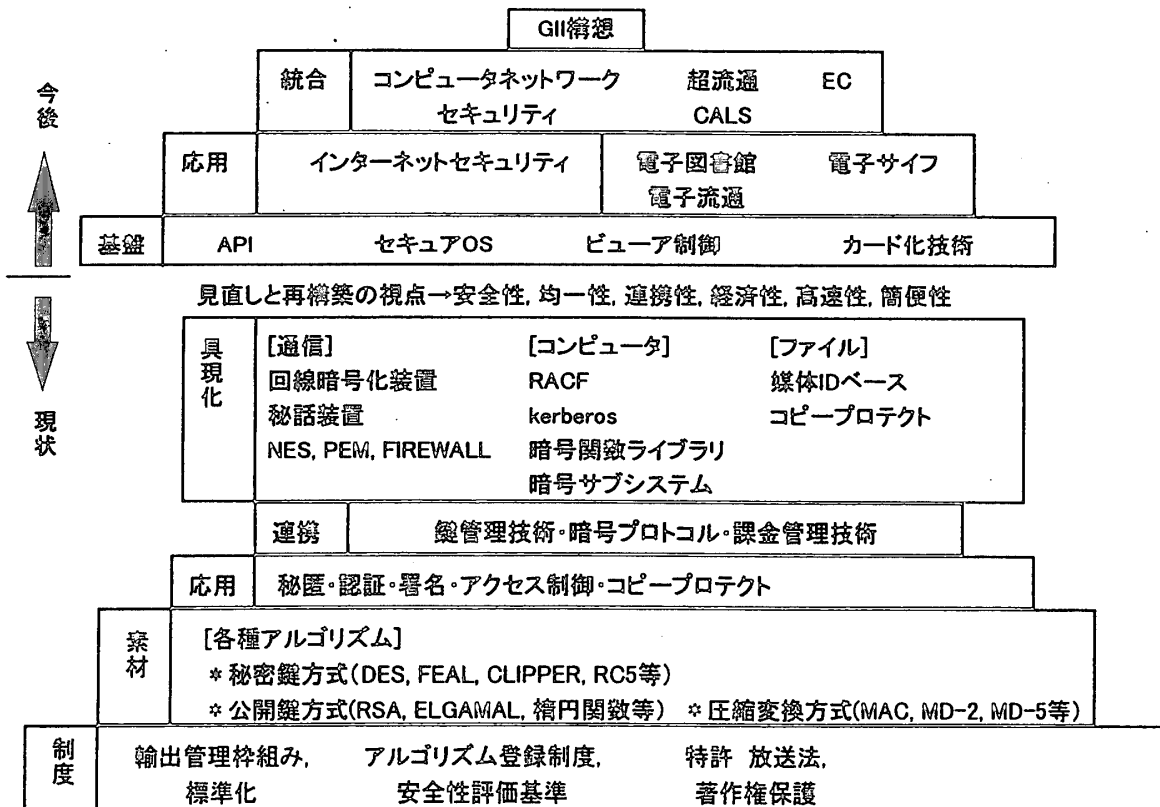 GII構想
統合 コンピュータネットワーク 超流通 EC
セキュリティ CALS
今後
応用 インターネットセキュリティ 電子図書館 電子サイフ
電子流通
基盤 API セキュアOS ビューア制御 カード化技術
見直しと再構築の視点→安全性, 均一性, 連携性, 経済性, 高速性, 簡便性
現状
具現化 [通信] [コンピュータ] [ファイル]
回線暗号化装置 RACF 媒体IDベース
秘話装置 kerberos コピープロテクト
NES, PEM, FIREWALL 暗号関数ライブラリ
暗号サブシステム
連携 鍵管理技術・暗号プロトコル・課金管理技術
応用 秘匿・認証・署名・アクセス制御・コピープロテクト
素材 [各種アルゴリズム]
* 秘密鍵方式(DES, FEAL, CLIPPER, RC5等)
* 公開鍵方式(RSA, ELGAMAL, 楕円関数等) * 圧縮変換方式(MAC, MD-2, MD-5等)
制度 輸出管理枠組み, アルゴリズム登録制度, 特許 放送法,
標準化 安全性評価基準 著作権保護